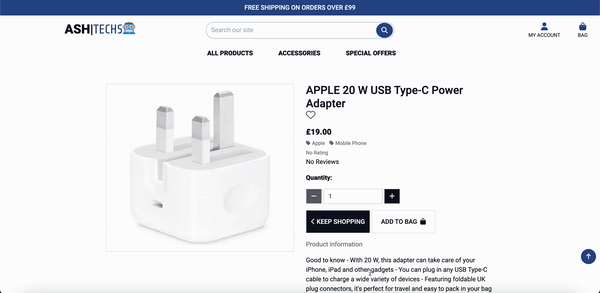 FREE SHIPPING ON ORDERS OVER £99
ASH|TECHS
Search our site
MY ACCOUNT
BAG
ALL PRODUCTS
ACCESSORIES
SPECIAL OFFERS
APPLE 20 W USB Type-C Power
Adapter
£19.00
Apple
Mobile Phone
No Rating
No Reviews
Quantity:
1
KEEP SHOPPING
ADD TO BAG
Product information
Good to know - With 20 W, this adapter can take care of your
iPhone, iPad and other gadgets - You can plug in any USB Type-C
cable to charge a wide variety of devices - Featuring foldable UK
plug connectors, it's perfect for travel and easy to pack in your bag